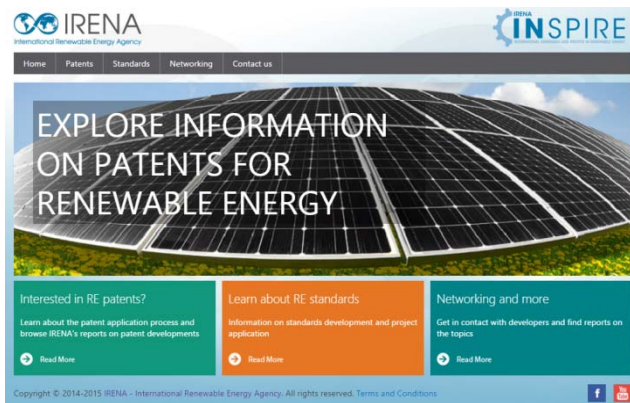 IRENA
International Renewable Energy Agency
IRENA
INSPIRE
Home Patents Standards Networking Contact us
EXPLORE INFORMATION
ON PATENTS FOR
RENEWABLE ENERGY
Interested in RE patents?
Learn about the patent application process and
browse IRENA's reports on patent developments
Read More
Learn about RE standards
Information on standards development and project
application
Read More
Networking and more
Get in contact with developers and find reports on
the topics
Read More
Copyright © 2014-2015 IRENA - International Renewable Energy Agency. All rights reserved. Terms and Conditions
f
You